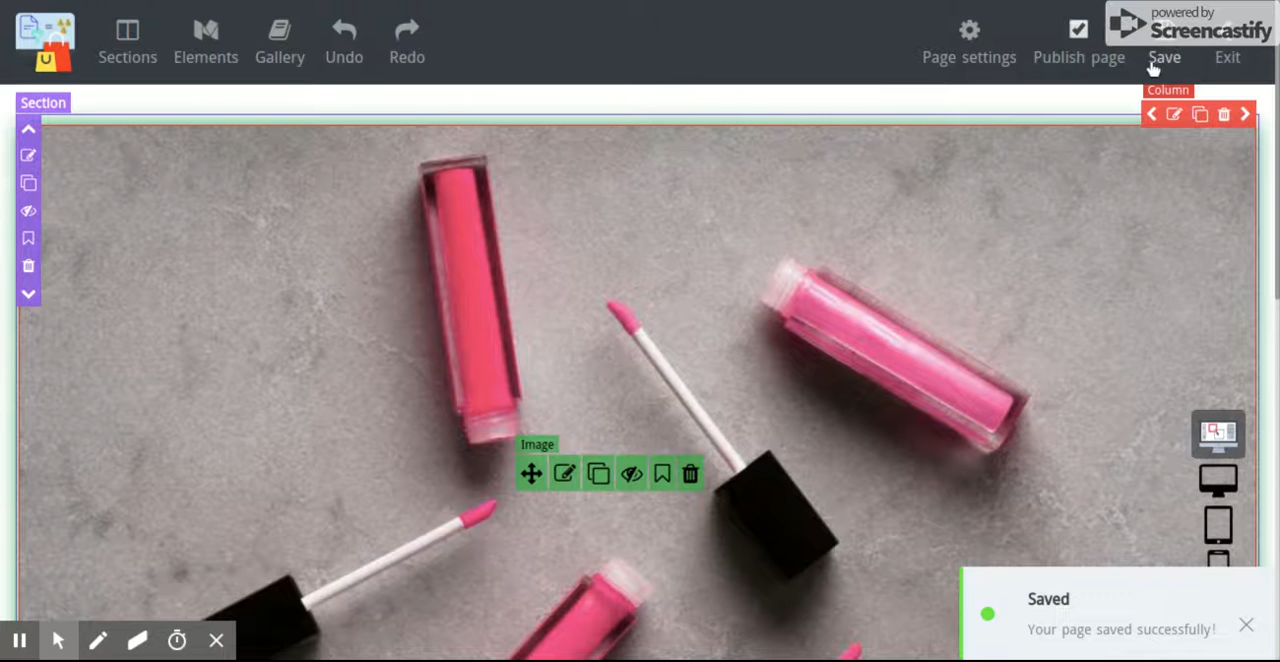 powered by
Screencastify
Sections
Elements
Gallery
Undo
Redo
Page settings
Publish page
Save
Exit
Section
Column
Image
Saved
Your page saved successfully!